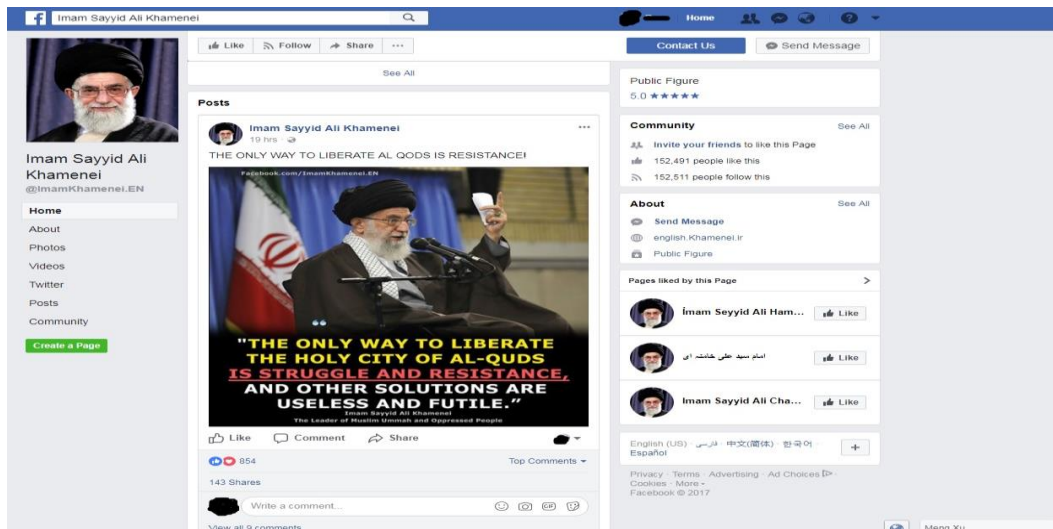 Imam Sayyid Ali Khamenei
Home
Like Follow Share
Contact Us Send Message
See All
Public Figure
5.0 ★★★★★
Posts
Imam Sayyid Ali Khamenei
19 hrs
THE ONLY WAY TO LIBERATE AL QODS IS RESISTANCE!
Facebook.com/ImamKhamenei.EN
"THE ONLY WAY TO LIBERATE
THE HOLY CITY OF AL-QUDS
IS STRUGGLE AND RESISTANCE,
AND OTHER SOLUTIONS ARE
USELESS AND FUTILE."
Imam Sayyid Ali Khamenei
The Leader of Muslim Ummah and Oppressed People
Like Comment Share
854
Top Comments
143 Shares
Write a comment...
GIF
View all 9 comments
Imam Sayyid Ali
Khamenei
@ImamKhamenei.EN
Home
About
Photos
Videos
Twitter
Posts
Community
Create a Page
Community See All
Invite your friends to like this Page
152,491 people like this
152,511 people follow this
About See All
Send Message
english.Khamenei.ir
Public Figure
Pages liked by this Page
İmam Seyyid Ali Ham... Like
امام سید علی خامنه ای Like
Imam Sayyid Ali Cha... Like
English (US) · فارسی · 中文(简体) · 한국어 ·
Español
Privacy · Terms · Advertising · Ad Choices ·
Cookies · More
Facebook © 2017
Meng Xu